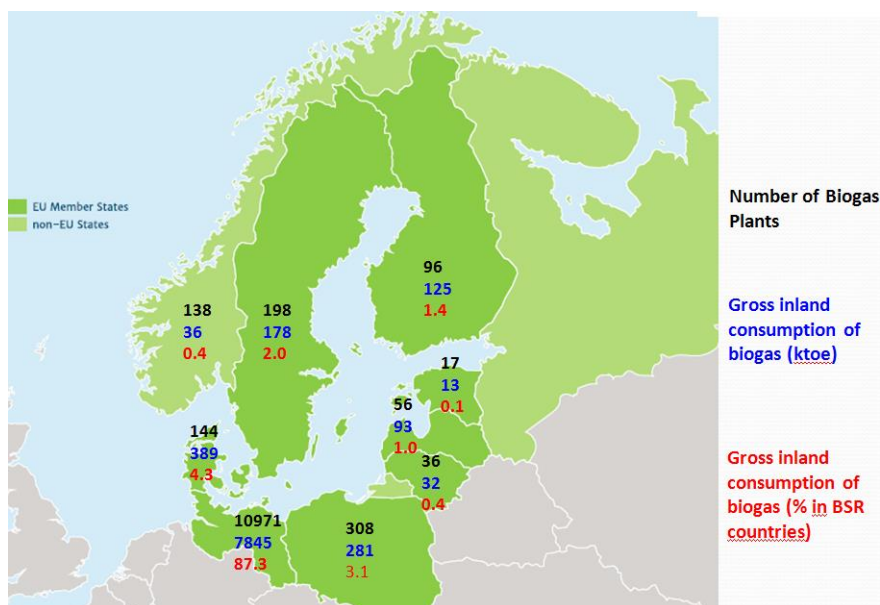 EU Member States
non-EU States
Number of Biogas
Plants
Gross inland
consumption of
biogas (ktoe)
Gross inland
consumption of
biogas (% in BSR
countries)
96
125
1.4
138
36
0.4
198
178
2.0
17
13
0.1
56
93
1.0
144
389
4.3
36
32
0.4
10971
7845
87.3
308
281
3.1